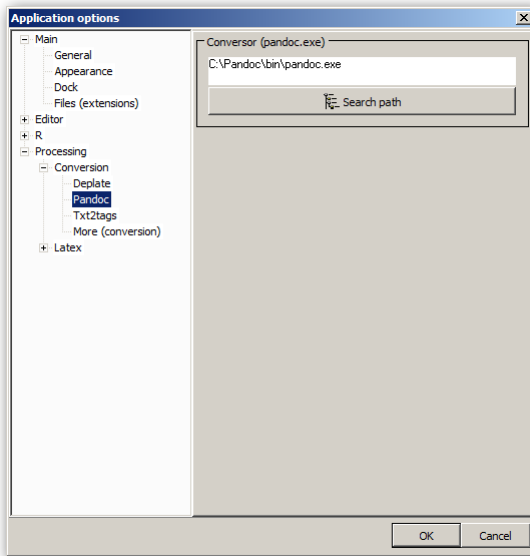 Application options
Main
General
Appearance
Dock
Files (extensions)
Editor
R
Processing
Conversion
Deplate
Pandoc
Txt2tags
More (conversion)
Latex
Conversor (pandoc.exe)
C:\Pandoc\bin\pandoc.exe
Search path
OK
Cancel